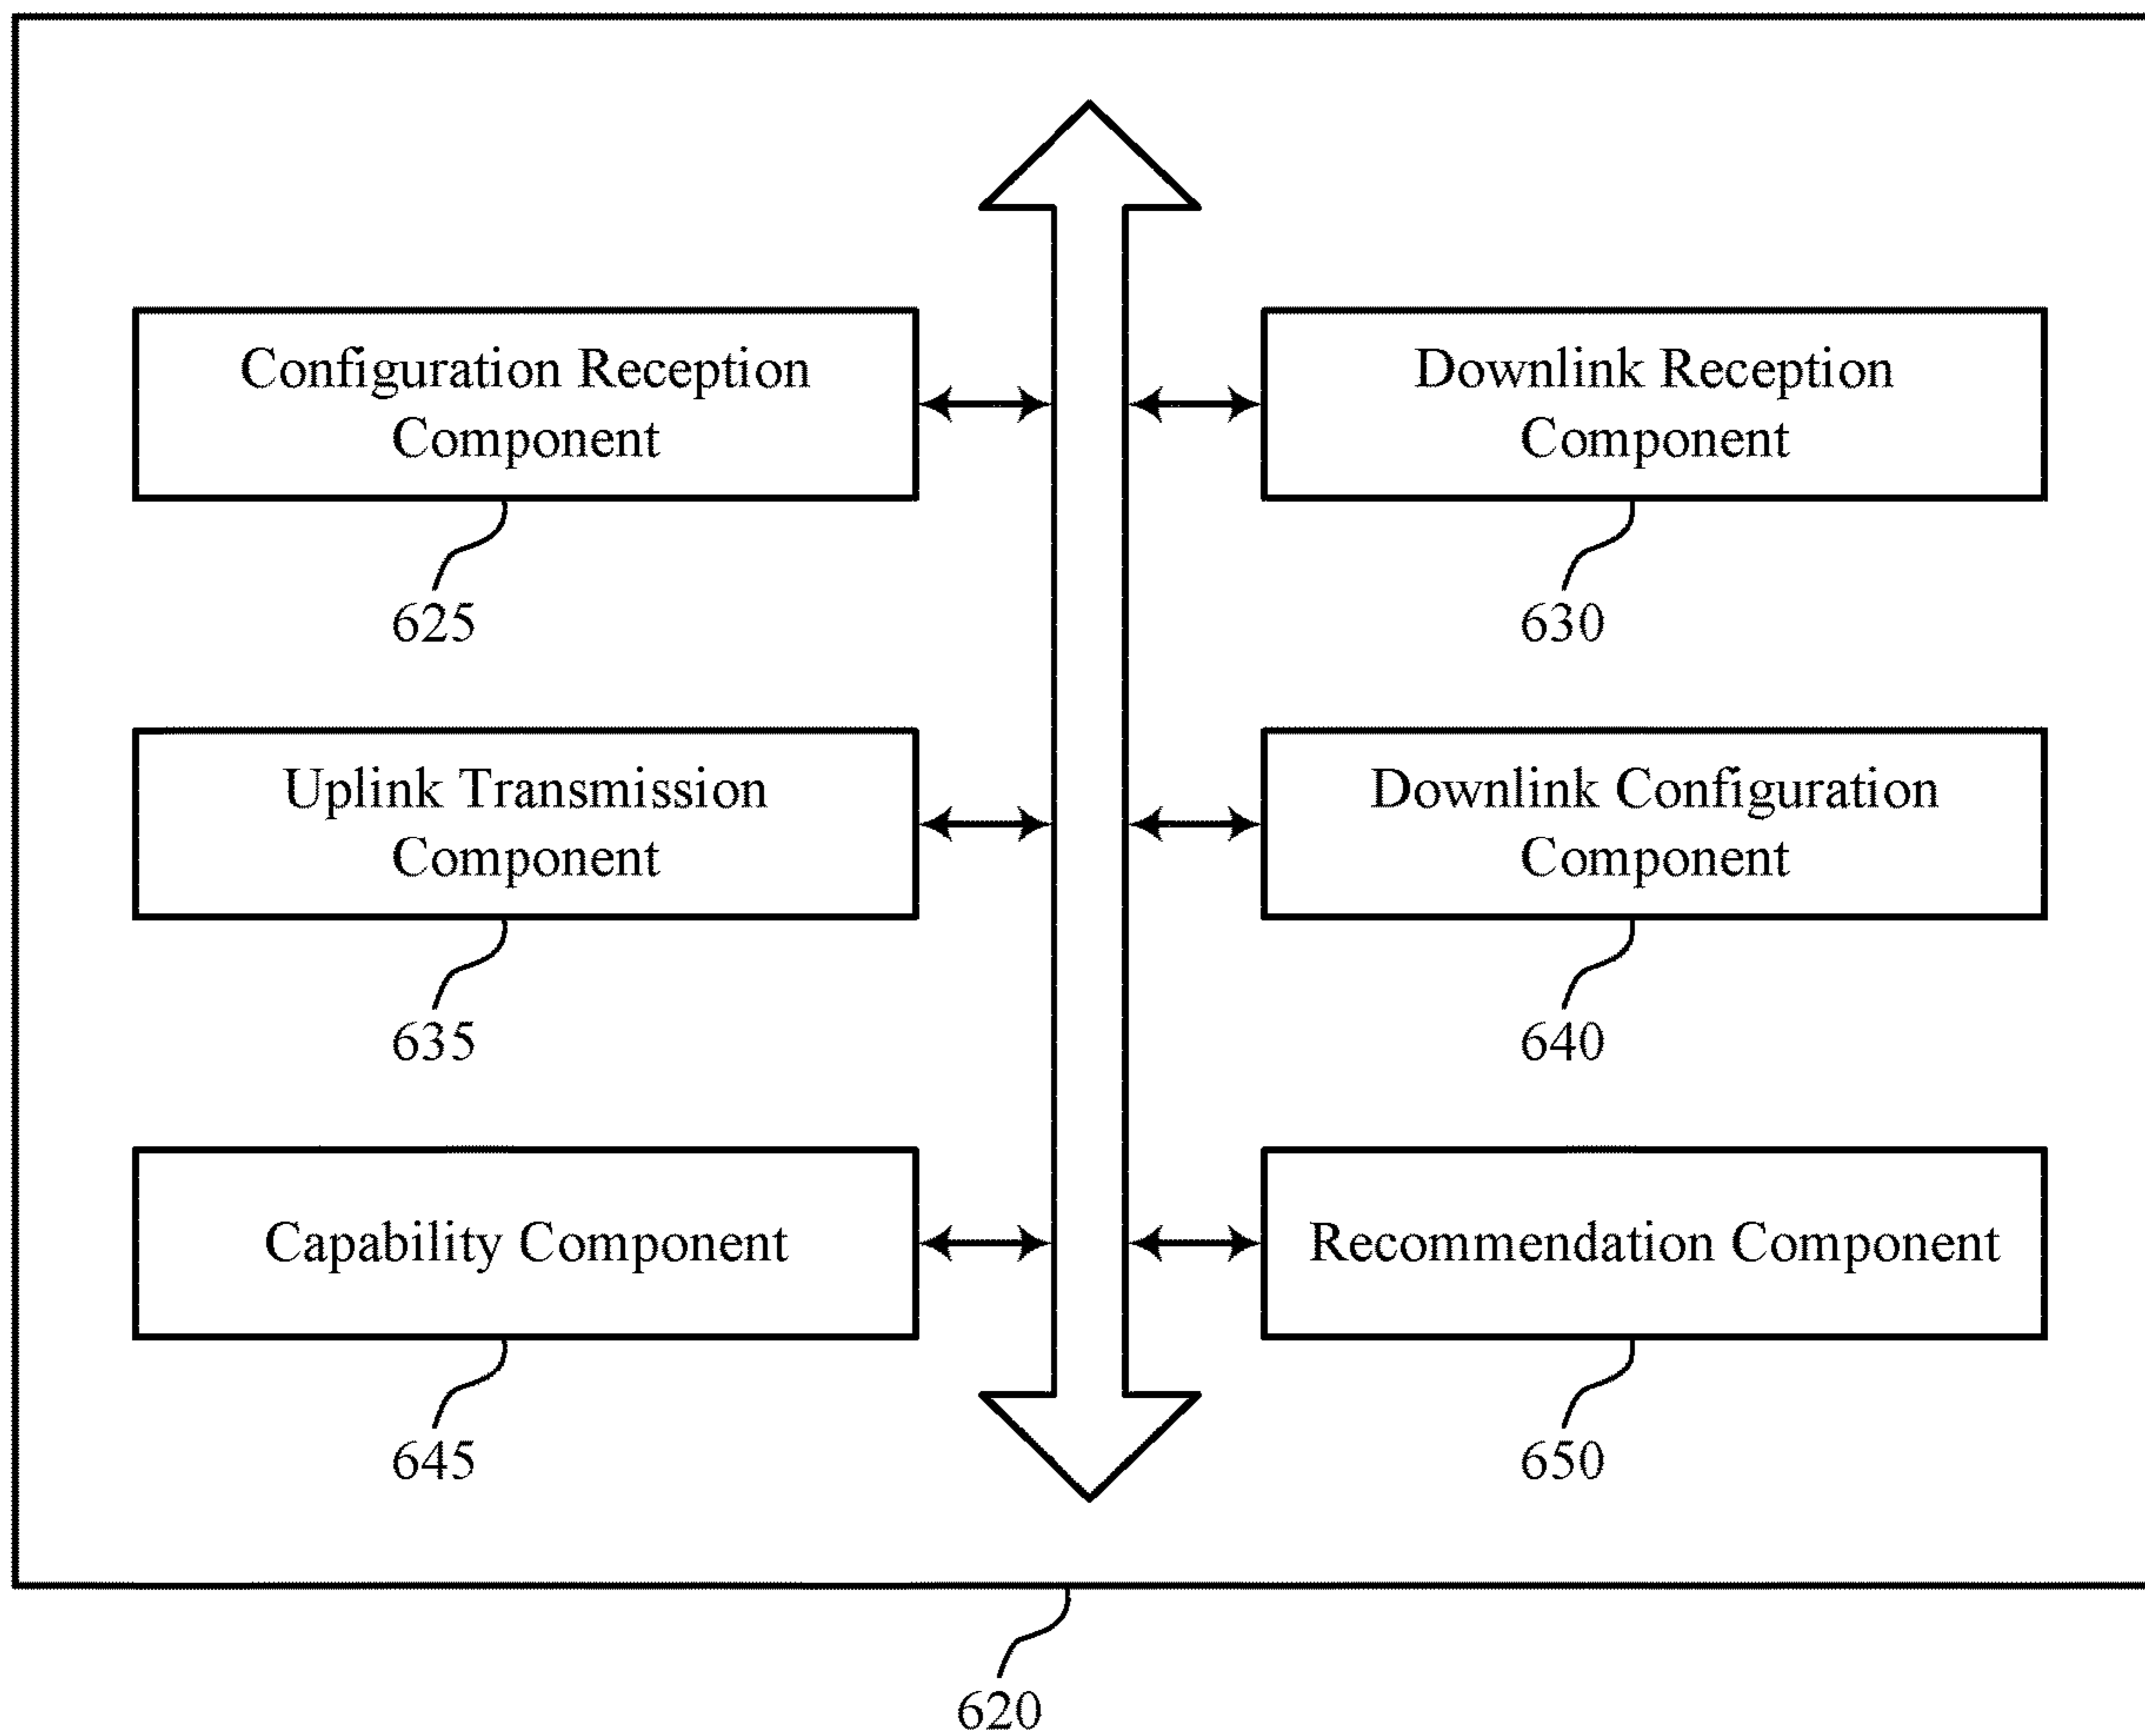 Configuration Reception
Component
625
Downlink Reception
Component
630
Uplink Transmission
Component
635
Downlink Configuration
Component
640
Capability Component
645
Recommendation Component
650
620